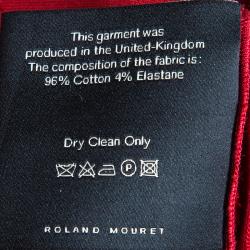 This garment was
produced in the United-Kingdom
The composition of the fabric is:
96% Cotton 4% Elastane
Dry Clean Only
P
ROLAND MOURET